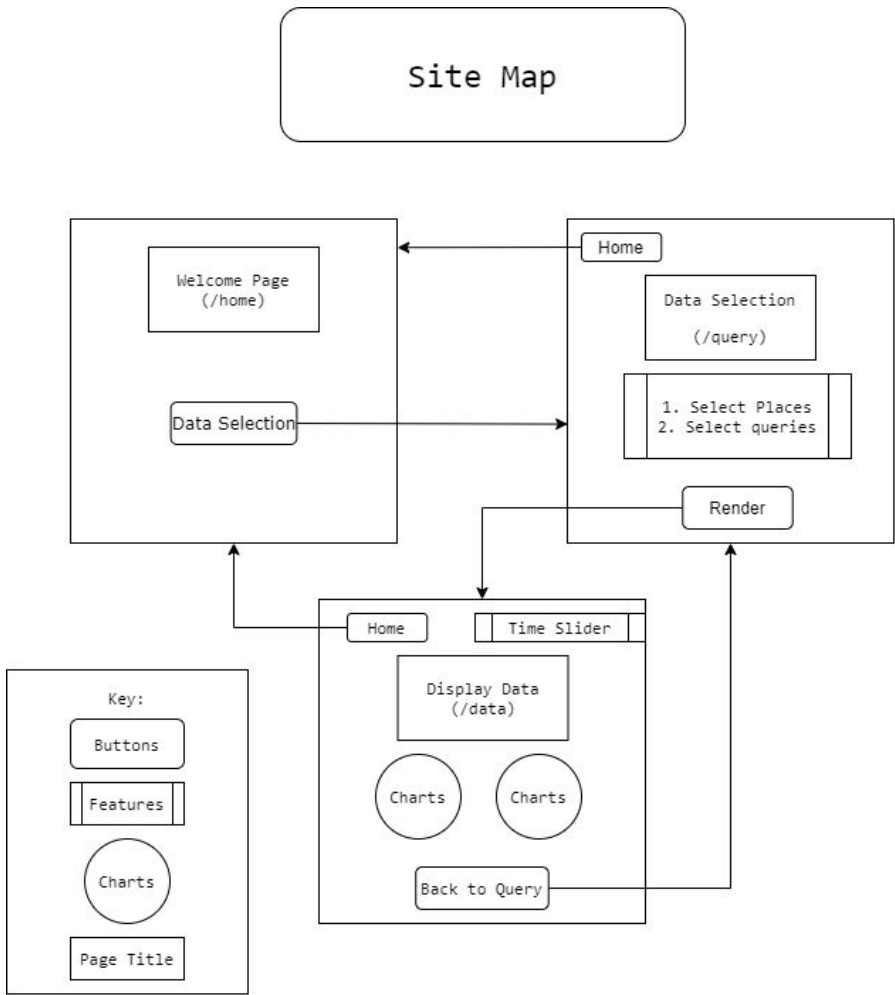 Site Map
Welcome Page
(/home)
Data Selection
Home
Data Selection
(/query)
1. Select Places
2. Select queries
Render
Home
Time Slider
Display Data
(/data)
Charts
Charts
Back to Query
Key:
Buttons
Features
Charts
Page Title